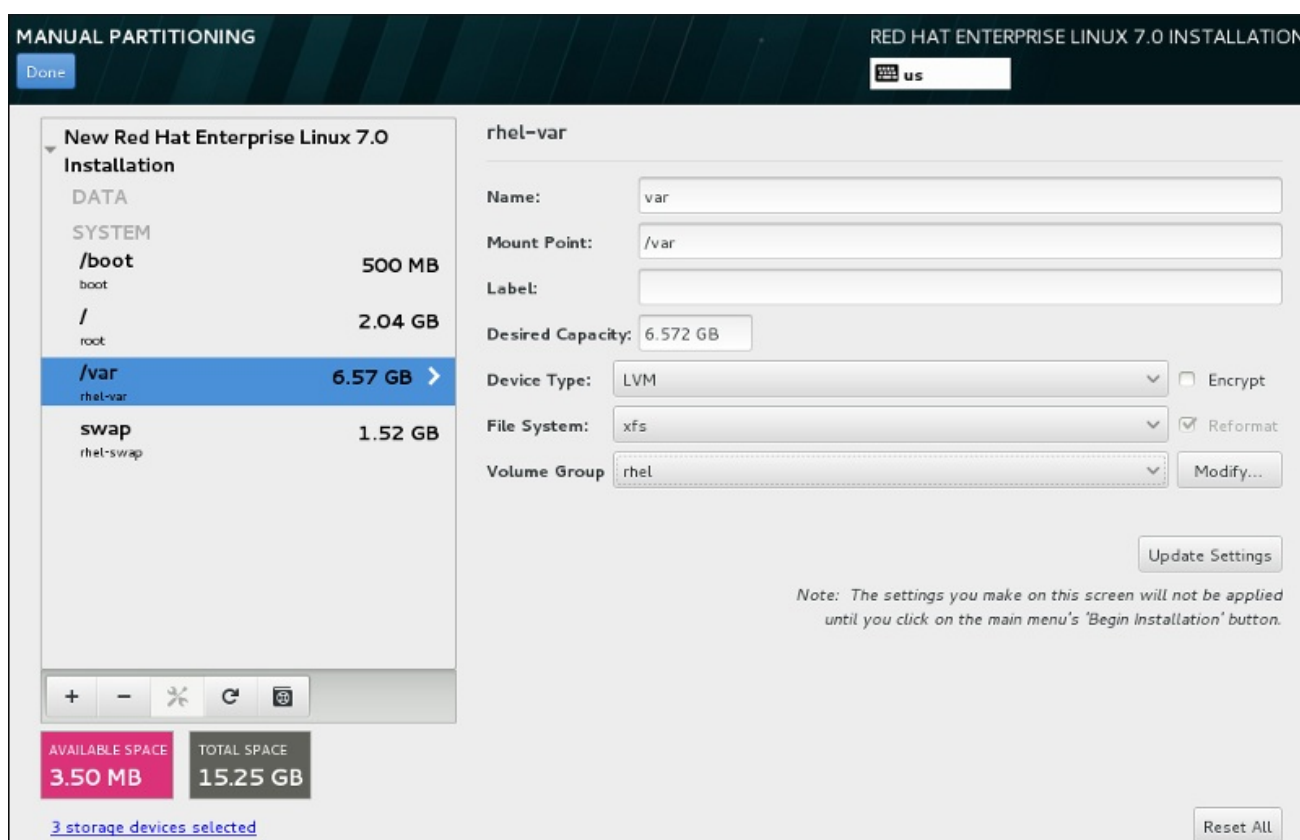 MANUAL PARTITIONING
Done
RED HAT ENTERPRISE LINUX 7.0 INSTALLATION
us
New Red Hat Enterprise Linux 7.0
Installation
DATA
SYSTEM
/boot 500 MB
boot
/ 2.04 GB
root
/var 6.57 GB
rhel-var
swap 1.52 GB
rhel-swap
AVAILABLE SPACE
3.50 MB
TOTAL SPACE
15.25 GB
3 storage devices selected
rhel-var
Name: var
Mount Point: /var
Label:
Desired Capacity: 6.572 GB
Device Type: LVM Encrypt
File System: xfs Reformat
Volume Group rhel Modify...
Update Settings
Note: The settings you make on this screen will not be applied
until you click on the main menu's 'Begin Installation' button.
Reset All